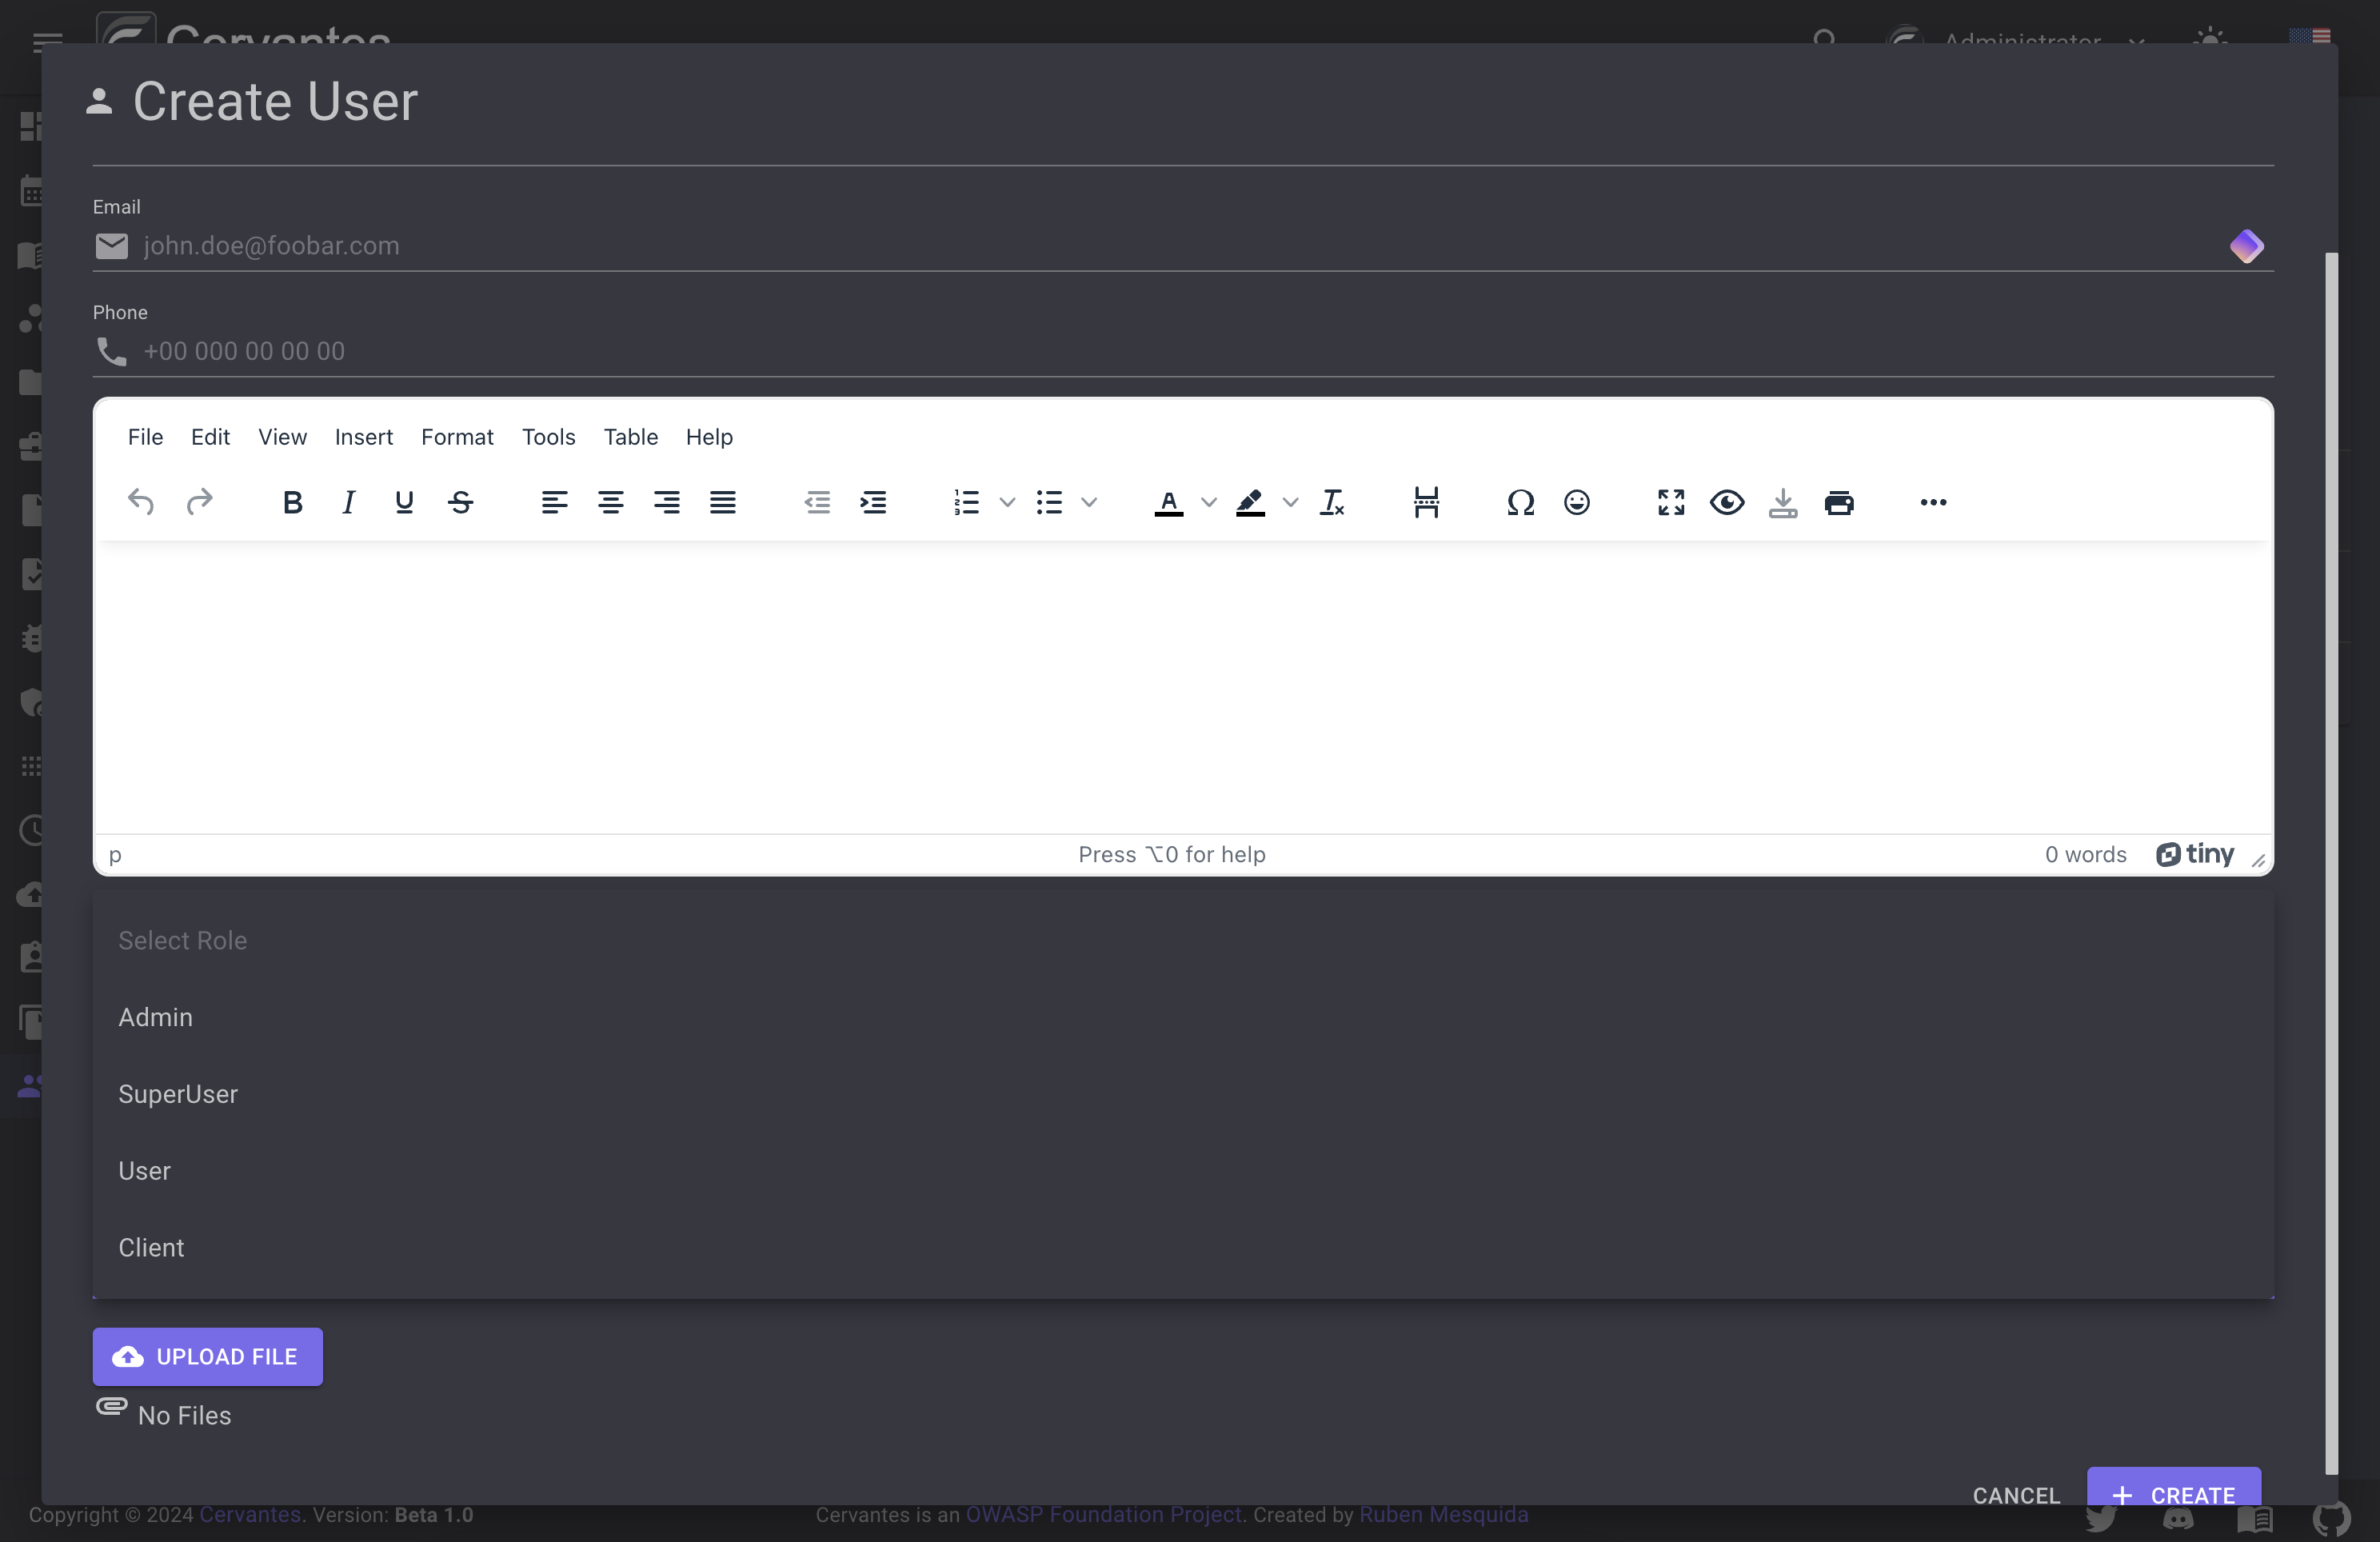 Cervantes
Administrator
Create User
Email
john.doe@foobar.com
Phone
+00 000 00 00 00
File Edit View Insert Format Tools Table Help
p Press ⌥0 for help 0 words tiny
Select Role
Admin
SuperUser
User
Client
UPLOAD FILE
No Files
CANCEL + CREATE
Copyright © 2024 Cervantes. Version: Beta 1.0 Cervantes is an OWASP Foundation Project. Created by Ruben Mesquida